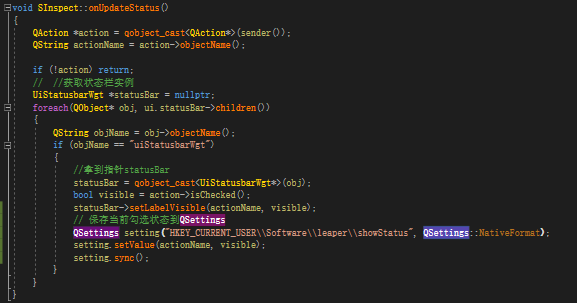 void SInspect::onUpdateStatus()
{
QAction *action = qobject_cast<QAction*>(sender());
QString actionName = action->objectName();
if (!action) return;
// //获取状态栏实例
UiStatusbarWgt *statusBar = nullptr;
foreach(QObject* obj, ui.statusBar->children())
{
QString objName = obj->objectName();
if (objName == "uiStatusbarWgt")
{
//拿到指针statusBar
statusBar = qobject_cast<UiStatusbarWgt*>(obj);
bool visible = action->isChecked();
statusBar->setLabelVisible(actionName, visible);
// 保存当前勾选状态到QSettings
QSettings setting("HKEY_CURRENT_USER\\Software\\leaper\\showStatus", QSettings::NativeFormat);
setting.setValue(actionName, visible);
setting.sync();
}
}
}